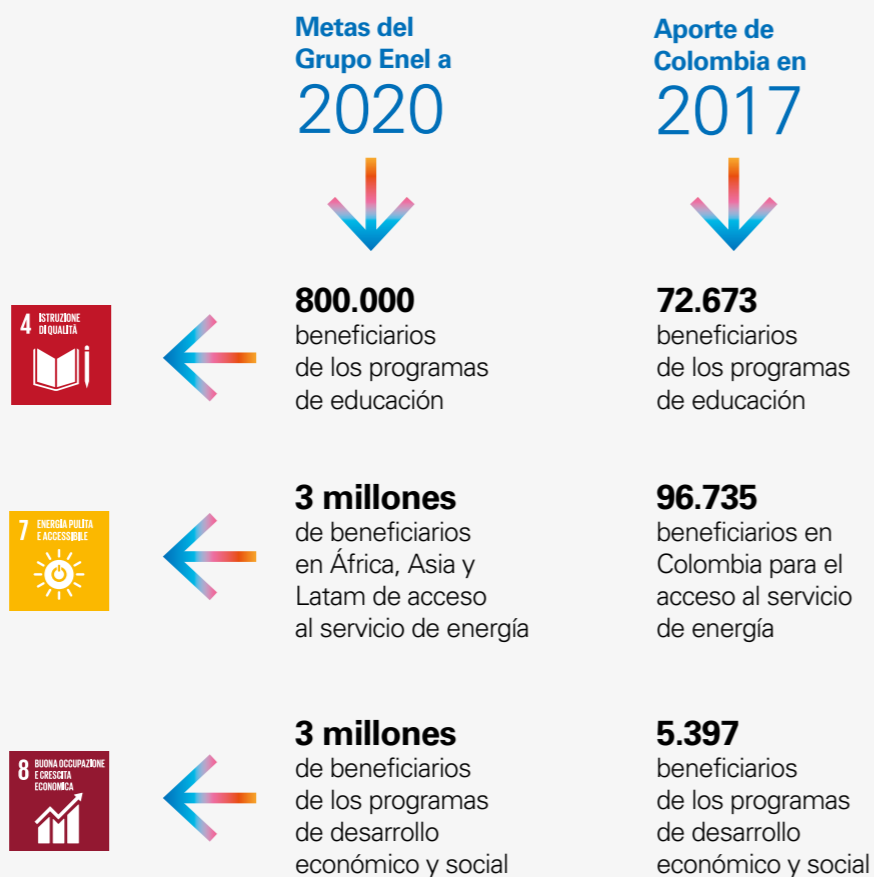 Metas del
Grupo Enel a
2020
Aporte de
Colombia en
2017
4 ISTRUZIONE
DI QUALITÀ
800.000
beneficiarios
de los programas
de educación
72.673
beneficiarios
de los programas
de educación
7 ENERGIA PULITA
E ACCESSIBILE
3 millones
de beneficiarios
en África, Asia y
Latam de acceso
al servicio de energía
96.735
beneficiarios en
Colombia para el
acceso al servicio
de energía
8 BUONA OCCUPAZIONE
E CRESCITA
ECONOMICA
3 millones
de beneficiarios
de los programas
de desarrollo
económico y social
5.397
beneficiarios
de los programas
de desarrollo
económico y social